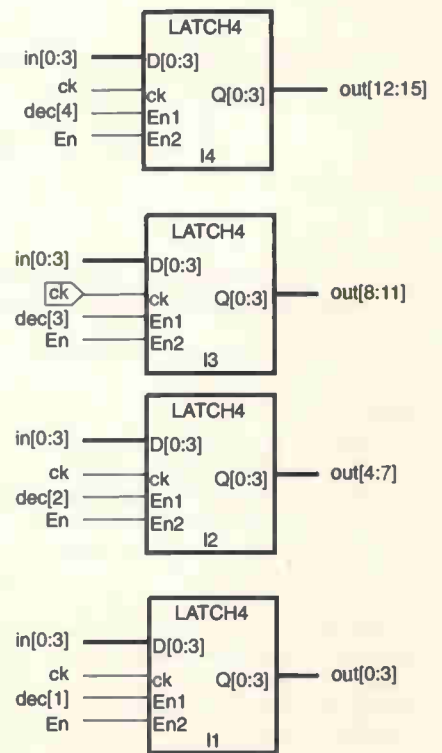 LATCH4
in[0:3] D[0:3]
ck ck Q[0:3] out[12:15]
dec[4] En1
En En2
I4
LATCH4
in[0:3] D[0:3]
ck ck Q[0:3] out[8:11]
dec[3] En1
En En2
I3
LATCH4
in[0:3] D[0:3]
ck ck Q[0:3] out[4:7]
dec[2] En1
En En2
I2
LATCH4
in[0:3] D[0:3]
ck ck Q[0:3] out[0:3]
dec[1] En1
En En2
I1